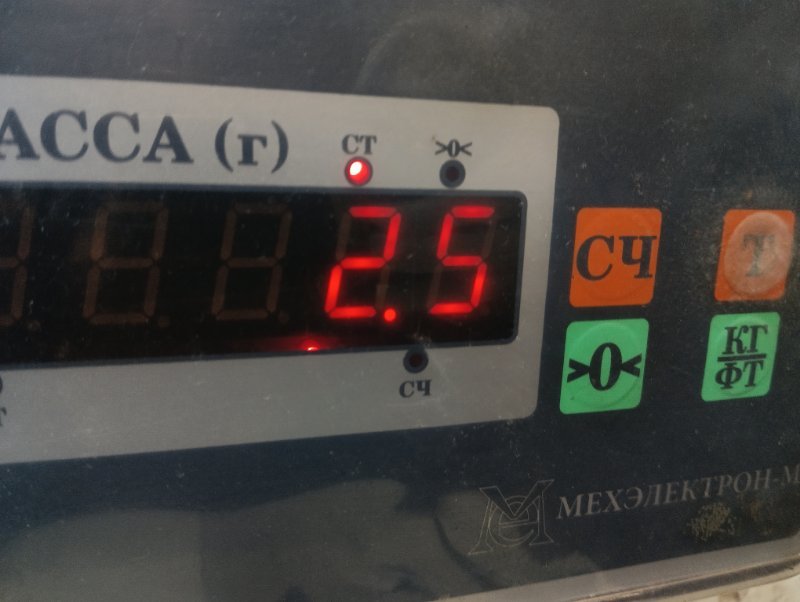 АССА (г)
СТ
>0<
2.5
СЧ
Т
>0<
КГ
ФТ
СЧ
МЕХЭЛЕКТРОН-М